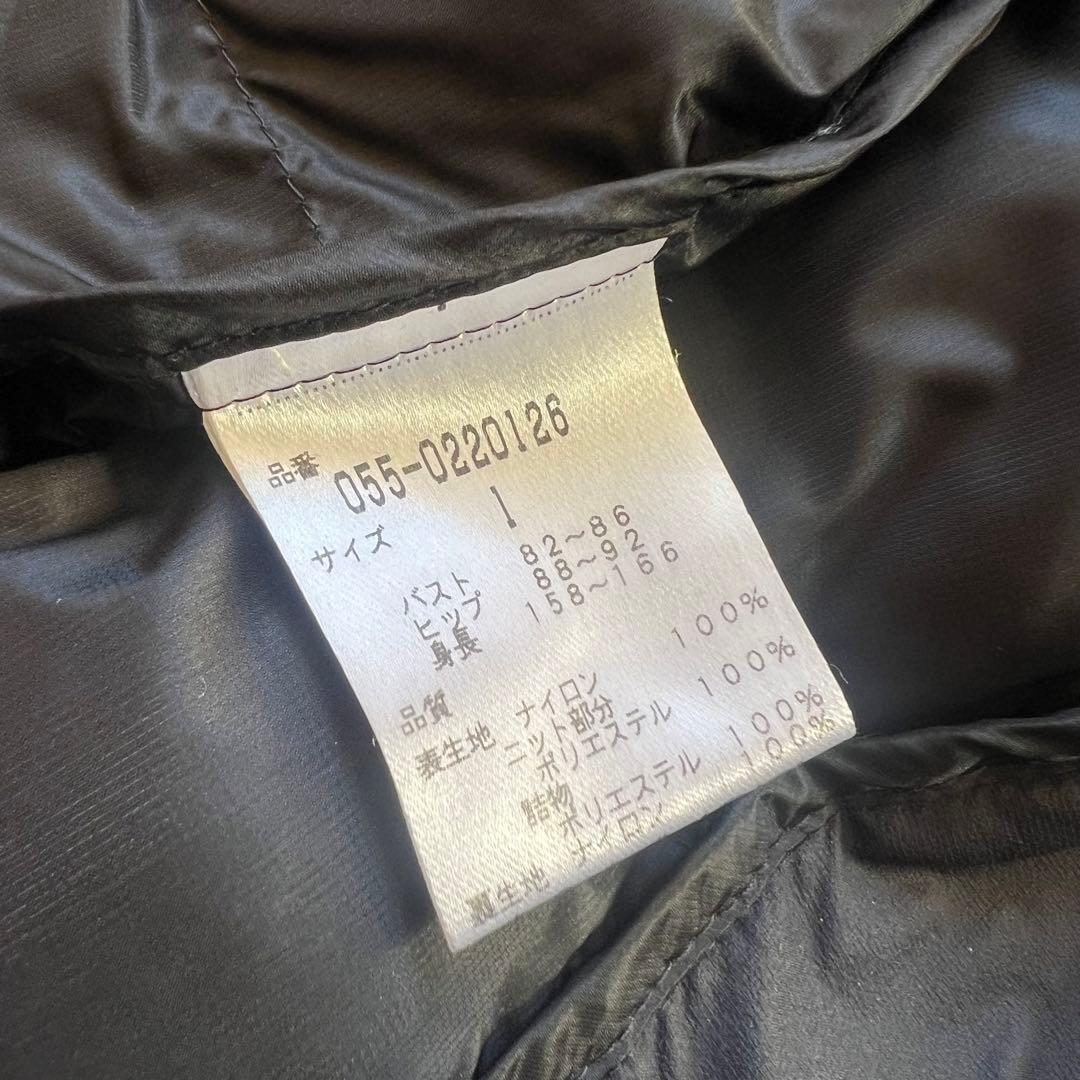 品番 055-0220126
サイズ 1
バスト 82～86
ヒップ 88～92
身長 158～166
品質
表生地 ナイロン 100%
ニット部分
ポリエステル 100%
詰物
ポリエステル 100%
裏生地 ナイロン 100%